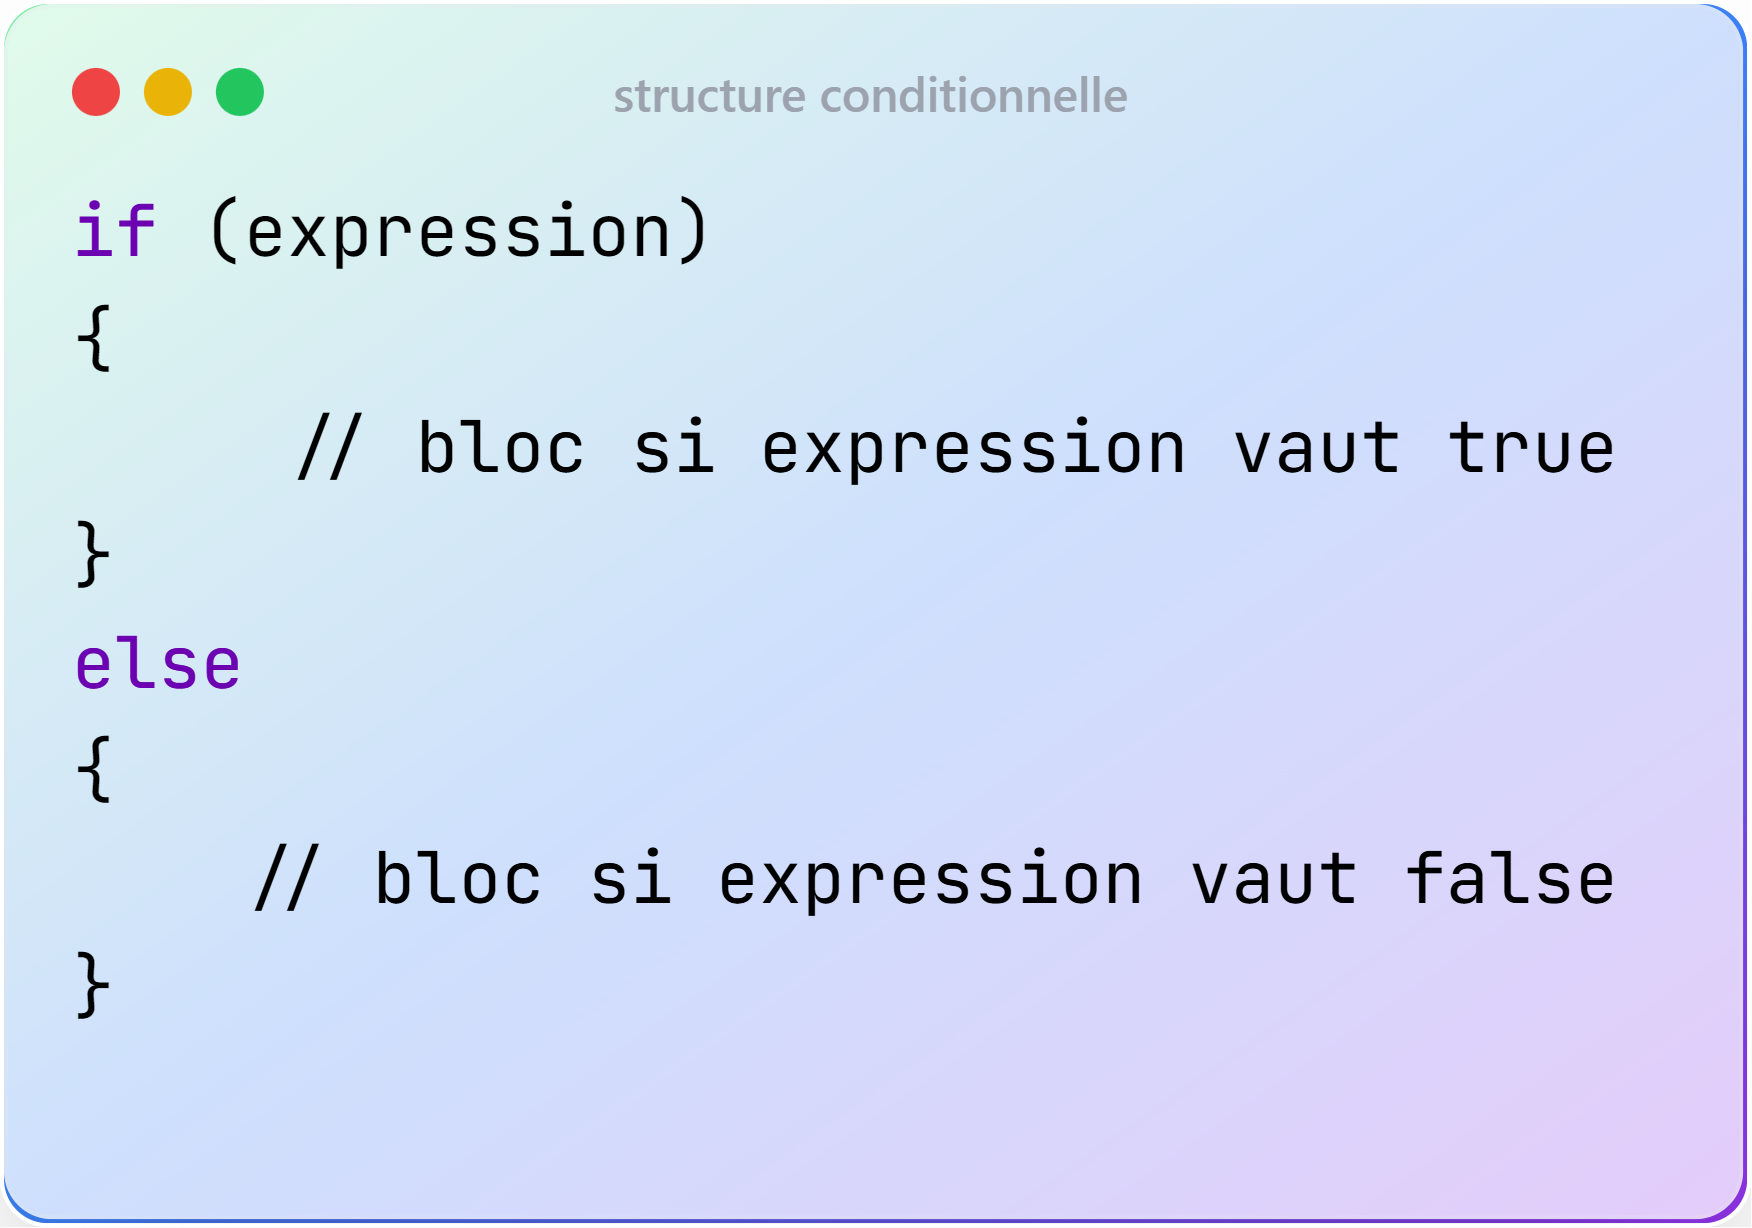 structure conditionnelle
if (expression)
{
// bloc si expression vaut true
}
else
{
// bloc si expression vaut false
}